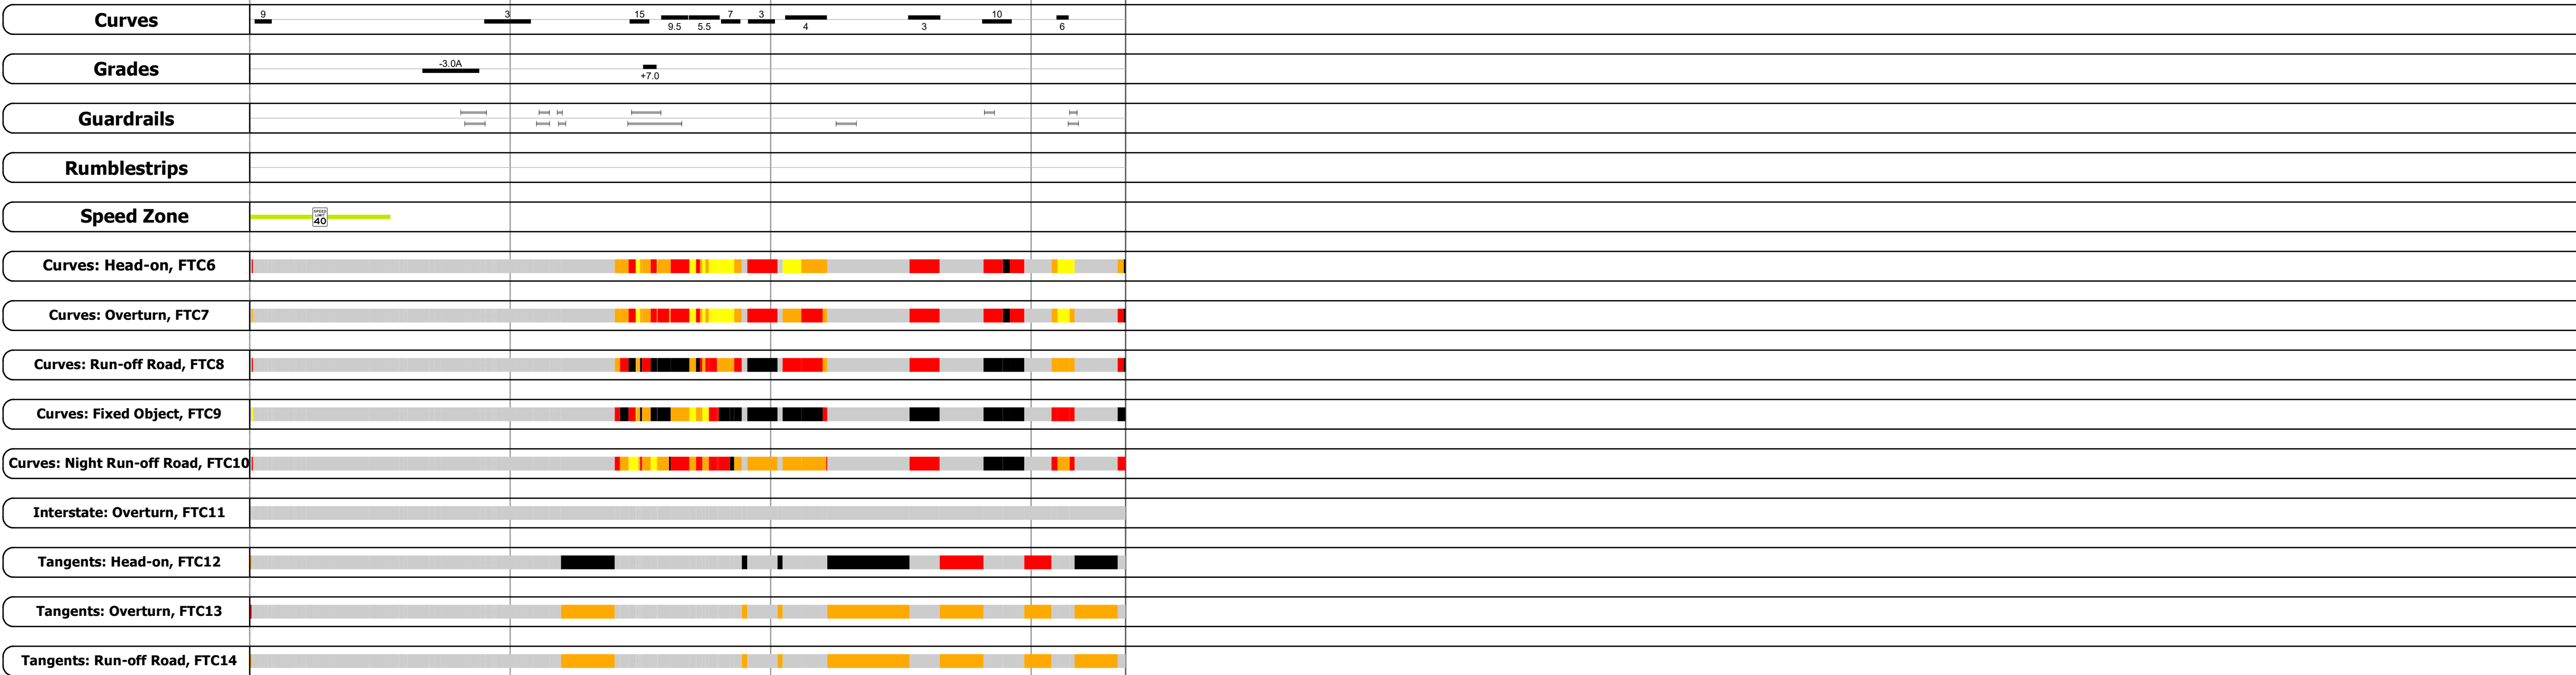 Curves
9 3 15 7 3 10
9.5 5.5 4 3 6
Grades
-3.0A
+7.0
Guardrails
Rumblestrips
Speed Zone
SPEED
LIMIT
40
Curves: Head-on, FTC6
Curves: Overturn, FTC7
Curves: Run-off Road, FTC8
Curves: Fixed Object, FTC9
Curves: Night Run-off Road, FTC10
Interstate: Overturn, FTC11
Tangents: Head-on, FTC12
Tangents: Overturn, FTC13
Tangents: Run-off Road, FTC14